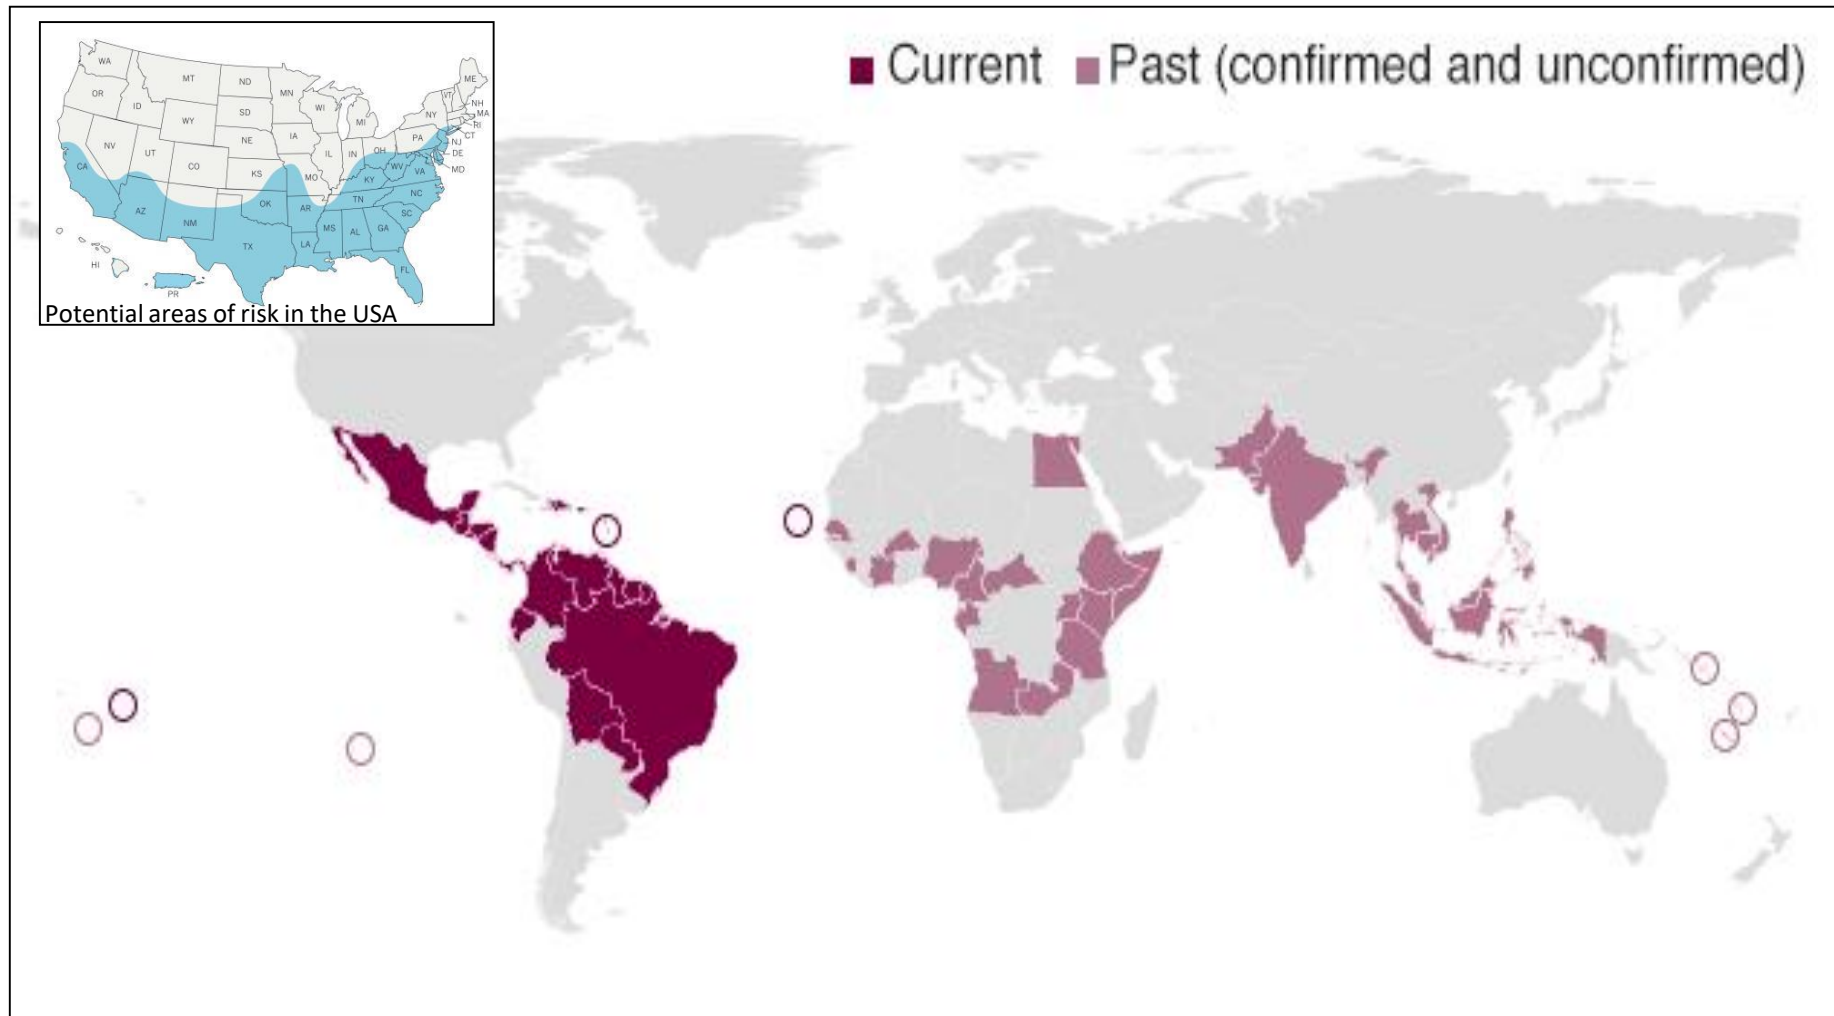 Current
Past (confirmed and unconfirmed)
WA
MT
ND
MN
ME
VT
NH
MA
RI
CT
OR
ID
SD
WI
MI
NY
WY
NE
IA
PA
NJ
DE
MD
NV
UT
CO
KS
IL
IN
OH
WV
VA
CA
MO
KY
AZ
NM
OK
AR
TN
NC
SC
MS
AL
GA
TX
LA
FL
HI
PR
Potential areas of risk in the USA